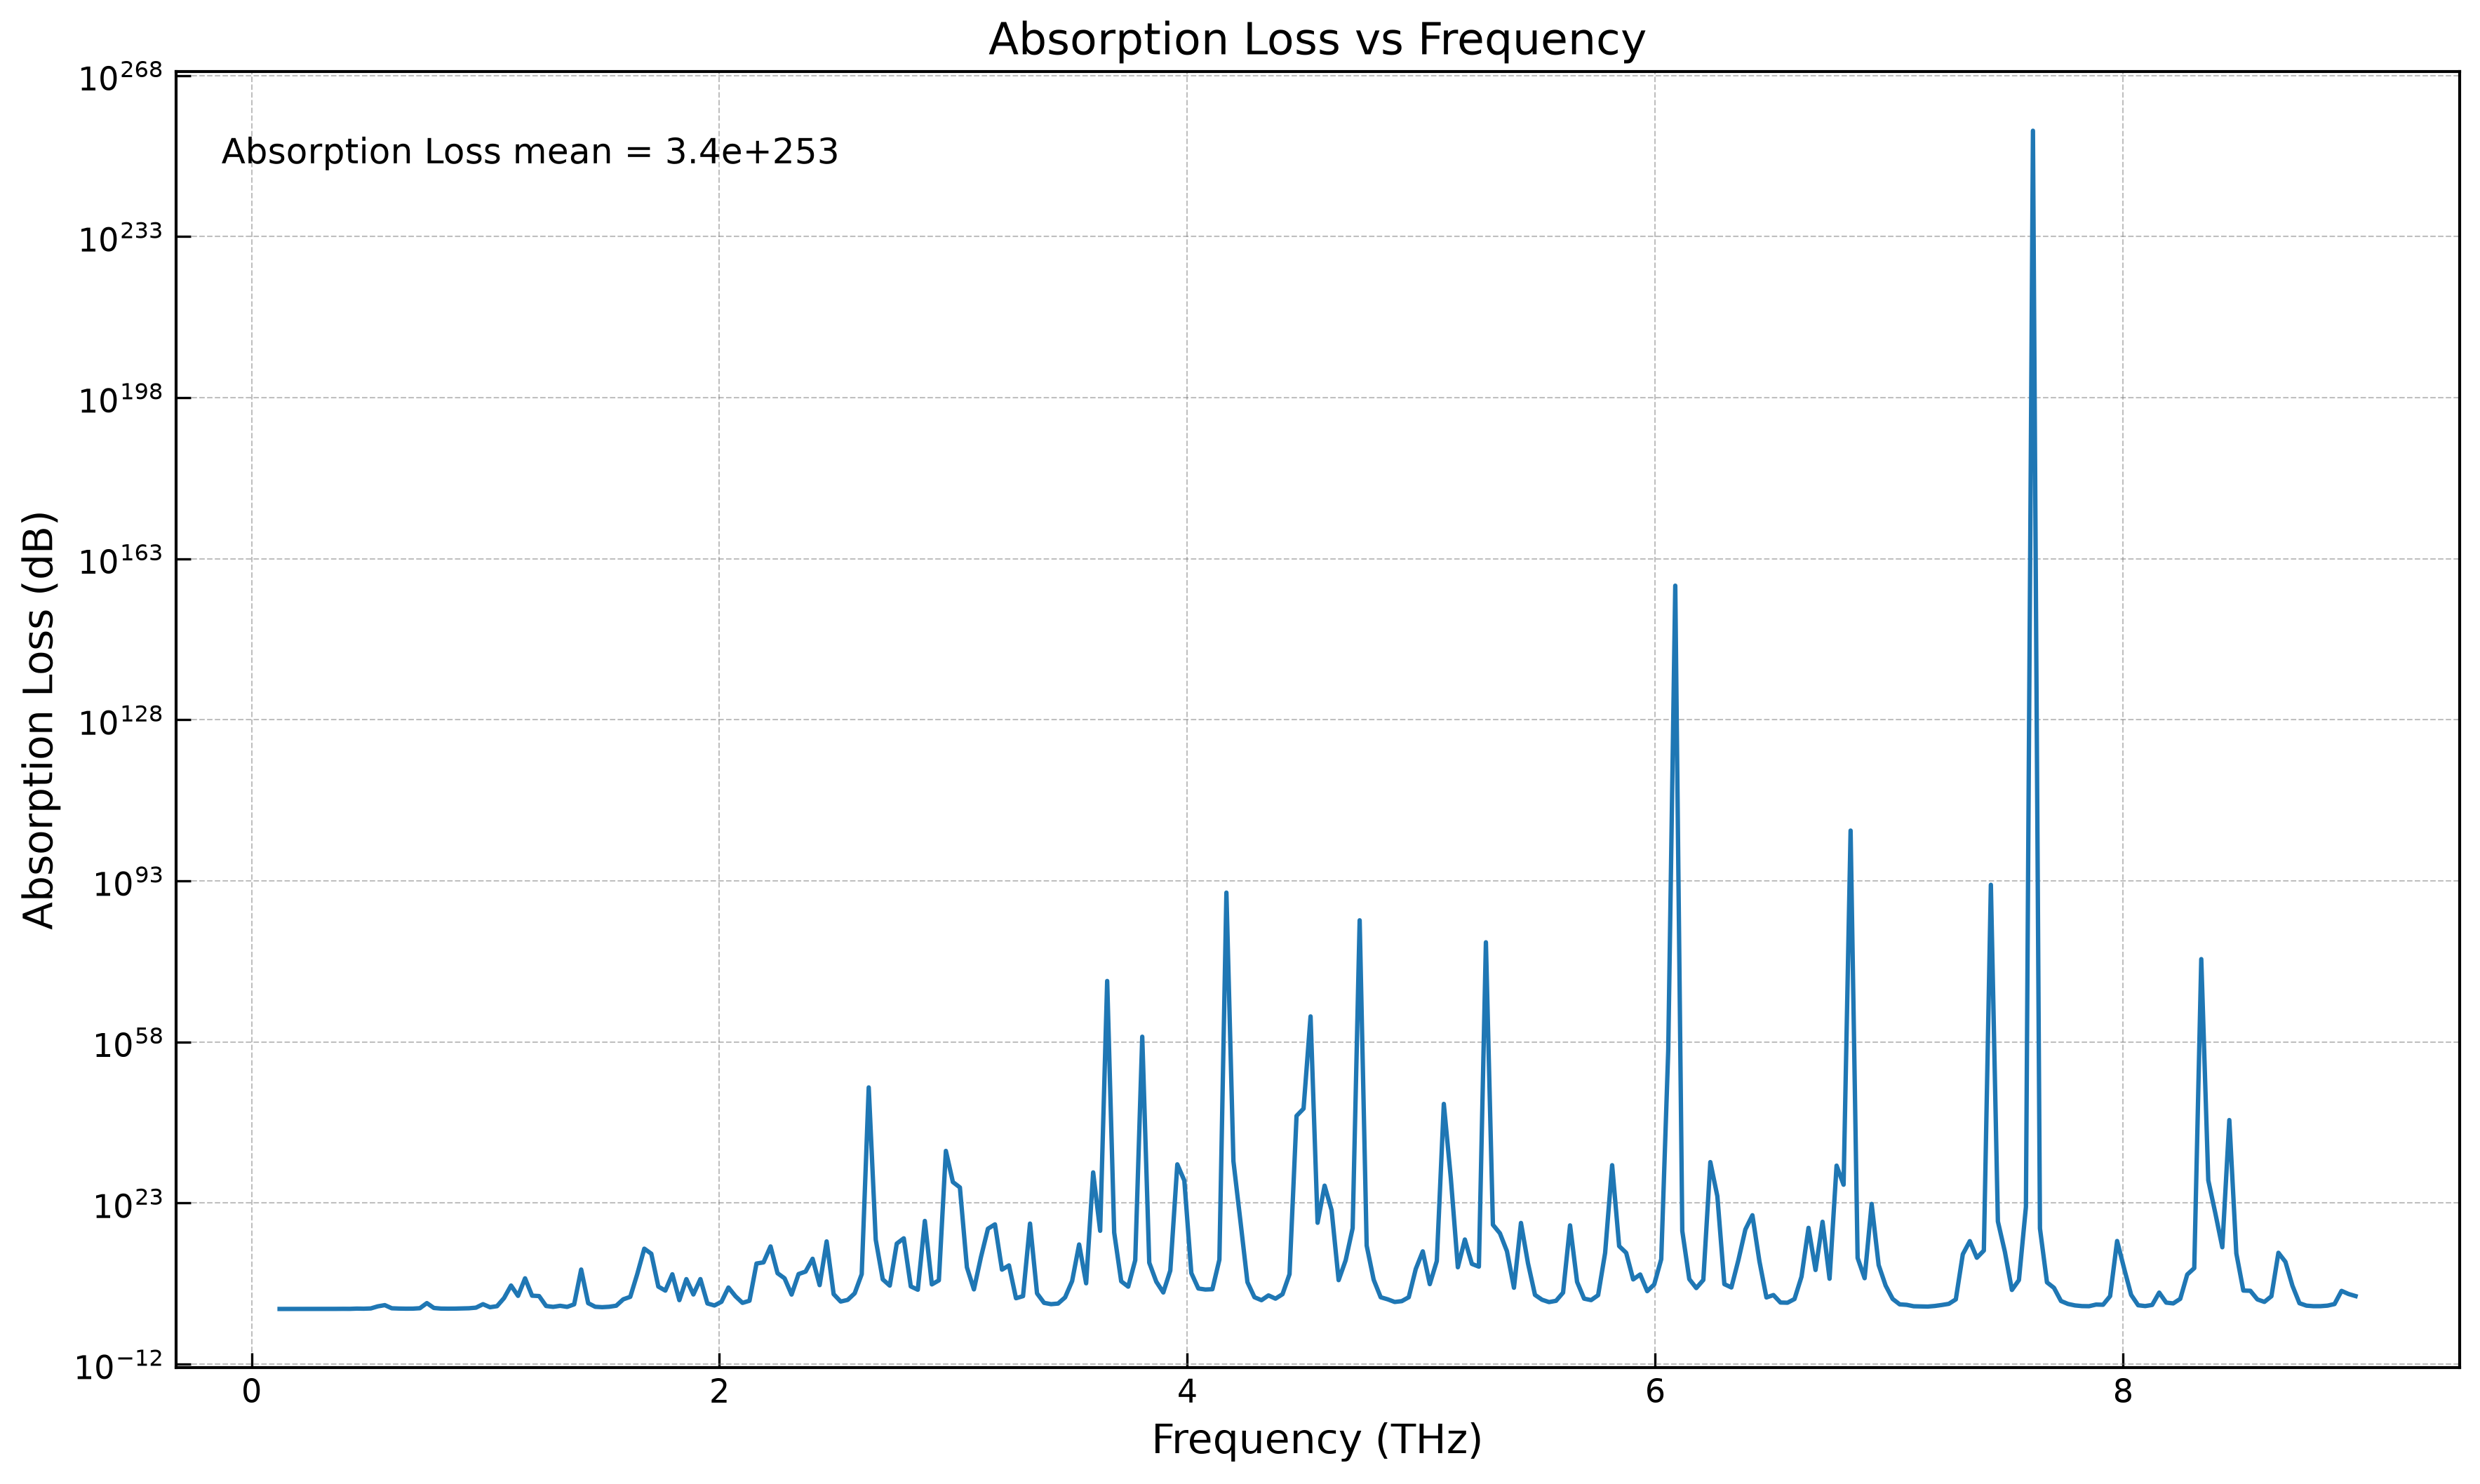 Absorption Loss vs Frequency
Absorption Loss mean = 3.4e+253
Absorption Loss (dB)
10^268
10^233
10^198
10^163
10^128
10^93
10^58
10^23
10^−12
0 2 4 6 8
Frequency (THz)